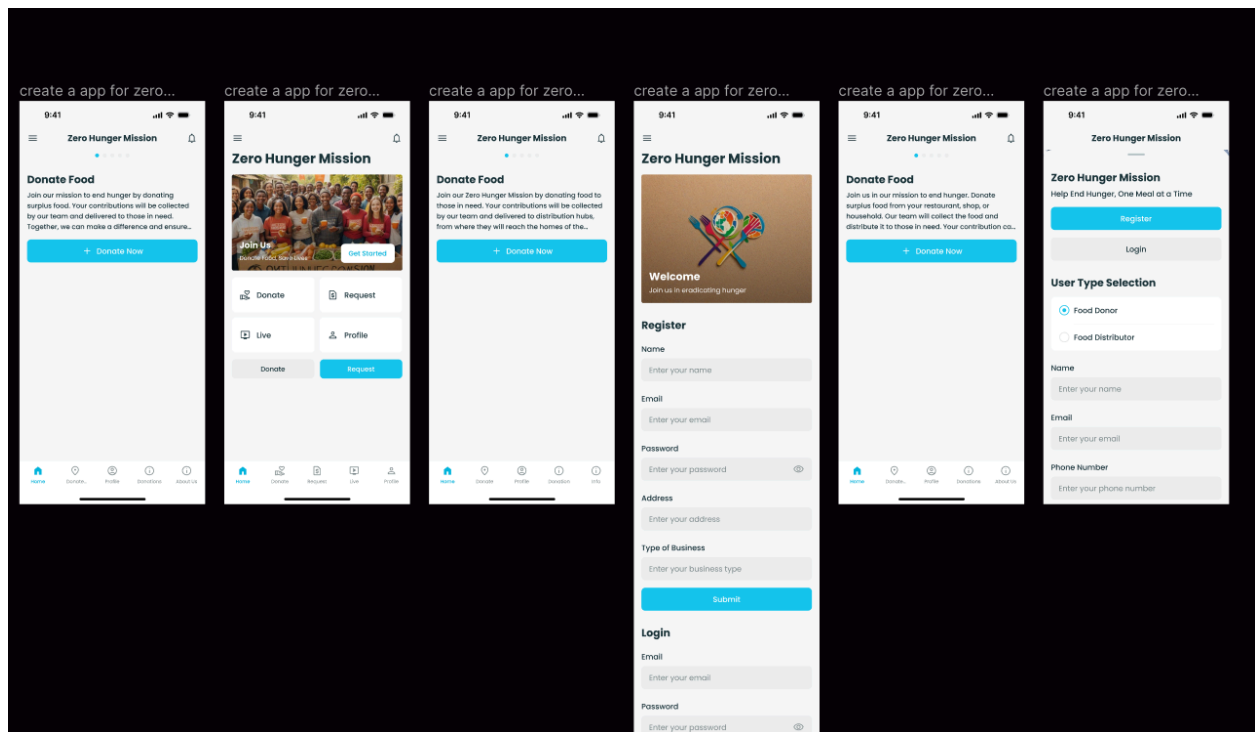 create a app for zero...
9:41
Zero Hunger Mission
Donate Food
Join our mission to end hunger by donating
surplus food. Your contributions will be collected
by our team and delivered to those in need.
Together, we can make a difference and ensure...
+ Donate Now
Home
Donate..
Profile
Donations
About Us
create a app for zero...
9:41
Zero Hunger Mission
Join Us
Donate Food, Save Lives
Get Started
Donate
Request
Live
Profile
Donate
Request
Home
Donate
Request
Live
Profile
create a app for zero...
9:41
Zero Hunger Mission
Donate Food
Join our Zero Hunger Mission by donating food to
those in need. Your contributions will be collected
by our team and delivered to distribution hubs,
from where they will reach the homes of the...
+ Donate Now
Home
Donate
Profile
Donation
Info
create a app for zero...
9:41
Zero Hunger Mission
Welcome
Join us in eradicating hunger
Register
Name
Enter your name
Email
Enter your email
Password
Enter your password
Address
Enter your address
Type of Business
Enter your business type
Submit
Login
Email
Enter your email
Password
Enter your password
create a app for zero...
9:41
Zero Hunger Mission
Donate Food
Join us in our mission to end hunger. Donate
surplus food from your restaurant, shop, or
household. Our team will collect the food and
distribute it to those in need. Your contribution ca...
+ Donate Now
Home
Donate..
Profile
Donations
About Us
create a app for zero...
9:41
Zero Hunger Mission
Zero Hunger Mission
Help End Hunger, One Meal at a Time
Register
Login
User Type Selection
Food Donor
Food Distributor
Name
Enter your name
Email
Enter your email
Phone Number
Enter your phone number